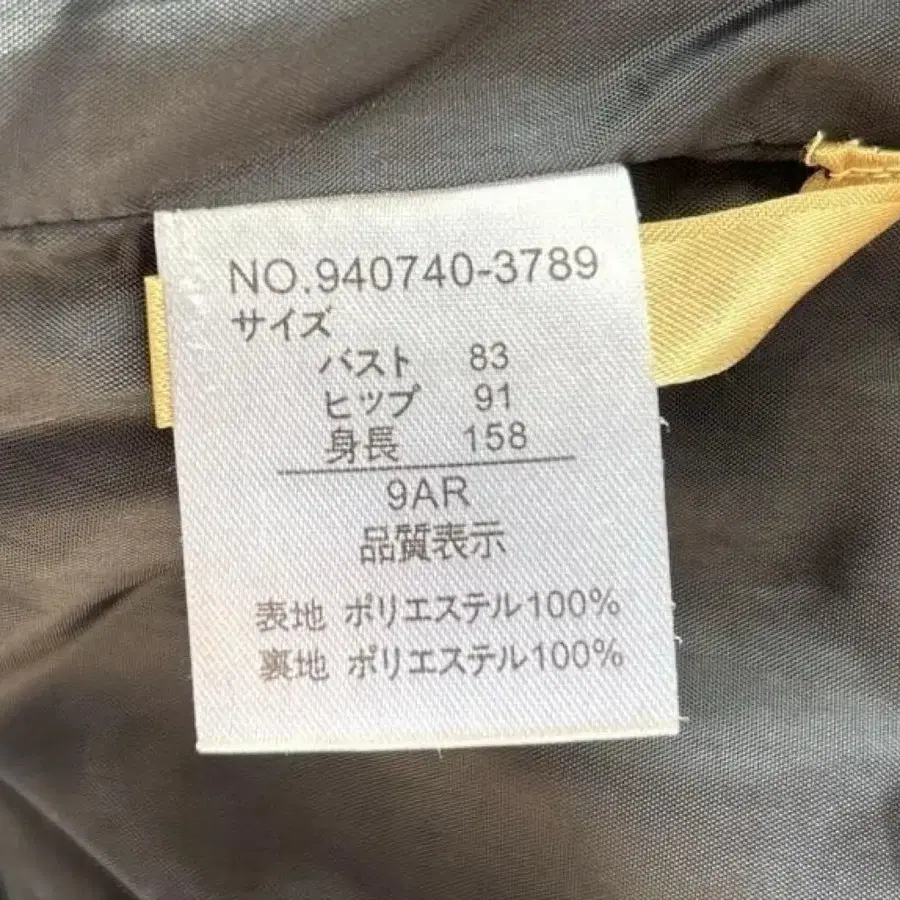 NO.940740-3789
サイズ
バスト 83
ヒップ 91
身長 158
9AR
品質表示
表地 ポリエステル100%
裏地 ポリエステル100%